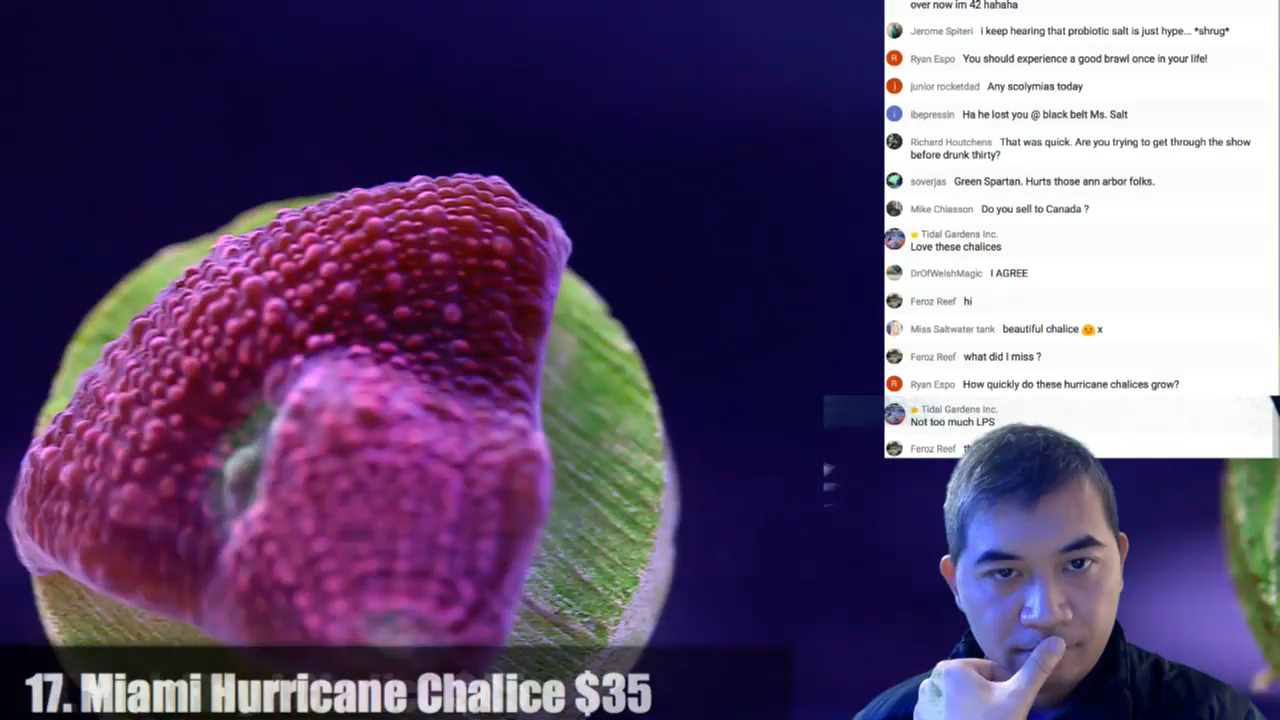 over now im 42 hahaha
Jerome Spiteri i keep hearing that probiotic salt is just hype... *shrug*
R Ryan Espo You should experience a good brawl once in your life!
j junior rocketdad Any scolymias today
i ibepressin Ha he lost you @ black belt Ms. Salt
Richard Houtchens That was quick. Are you trying to get through the show
before drunk thirty?
soverjas Green Spartan. Hurts those ann arbor folks.
Mike Chiasson Do you sell to Canada ?
Tidal Gardens Inc.
Love these chalices
DrOfWelshMagic I AGREE
Feroz Reef hi
Miss Saltwater tank beautiful chalice x
Feroz Reef what did I miss ?
R Ryan Espo How quickly do these hurricane chalices grow?
Tidal Gardens Inc.
Not too much LPS
Feroz Reef
17. Miami Hurricane Chalice $35